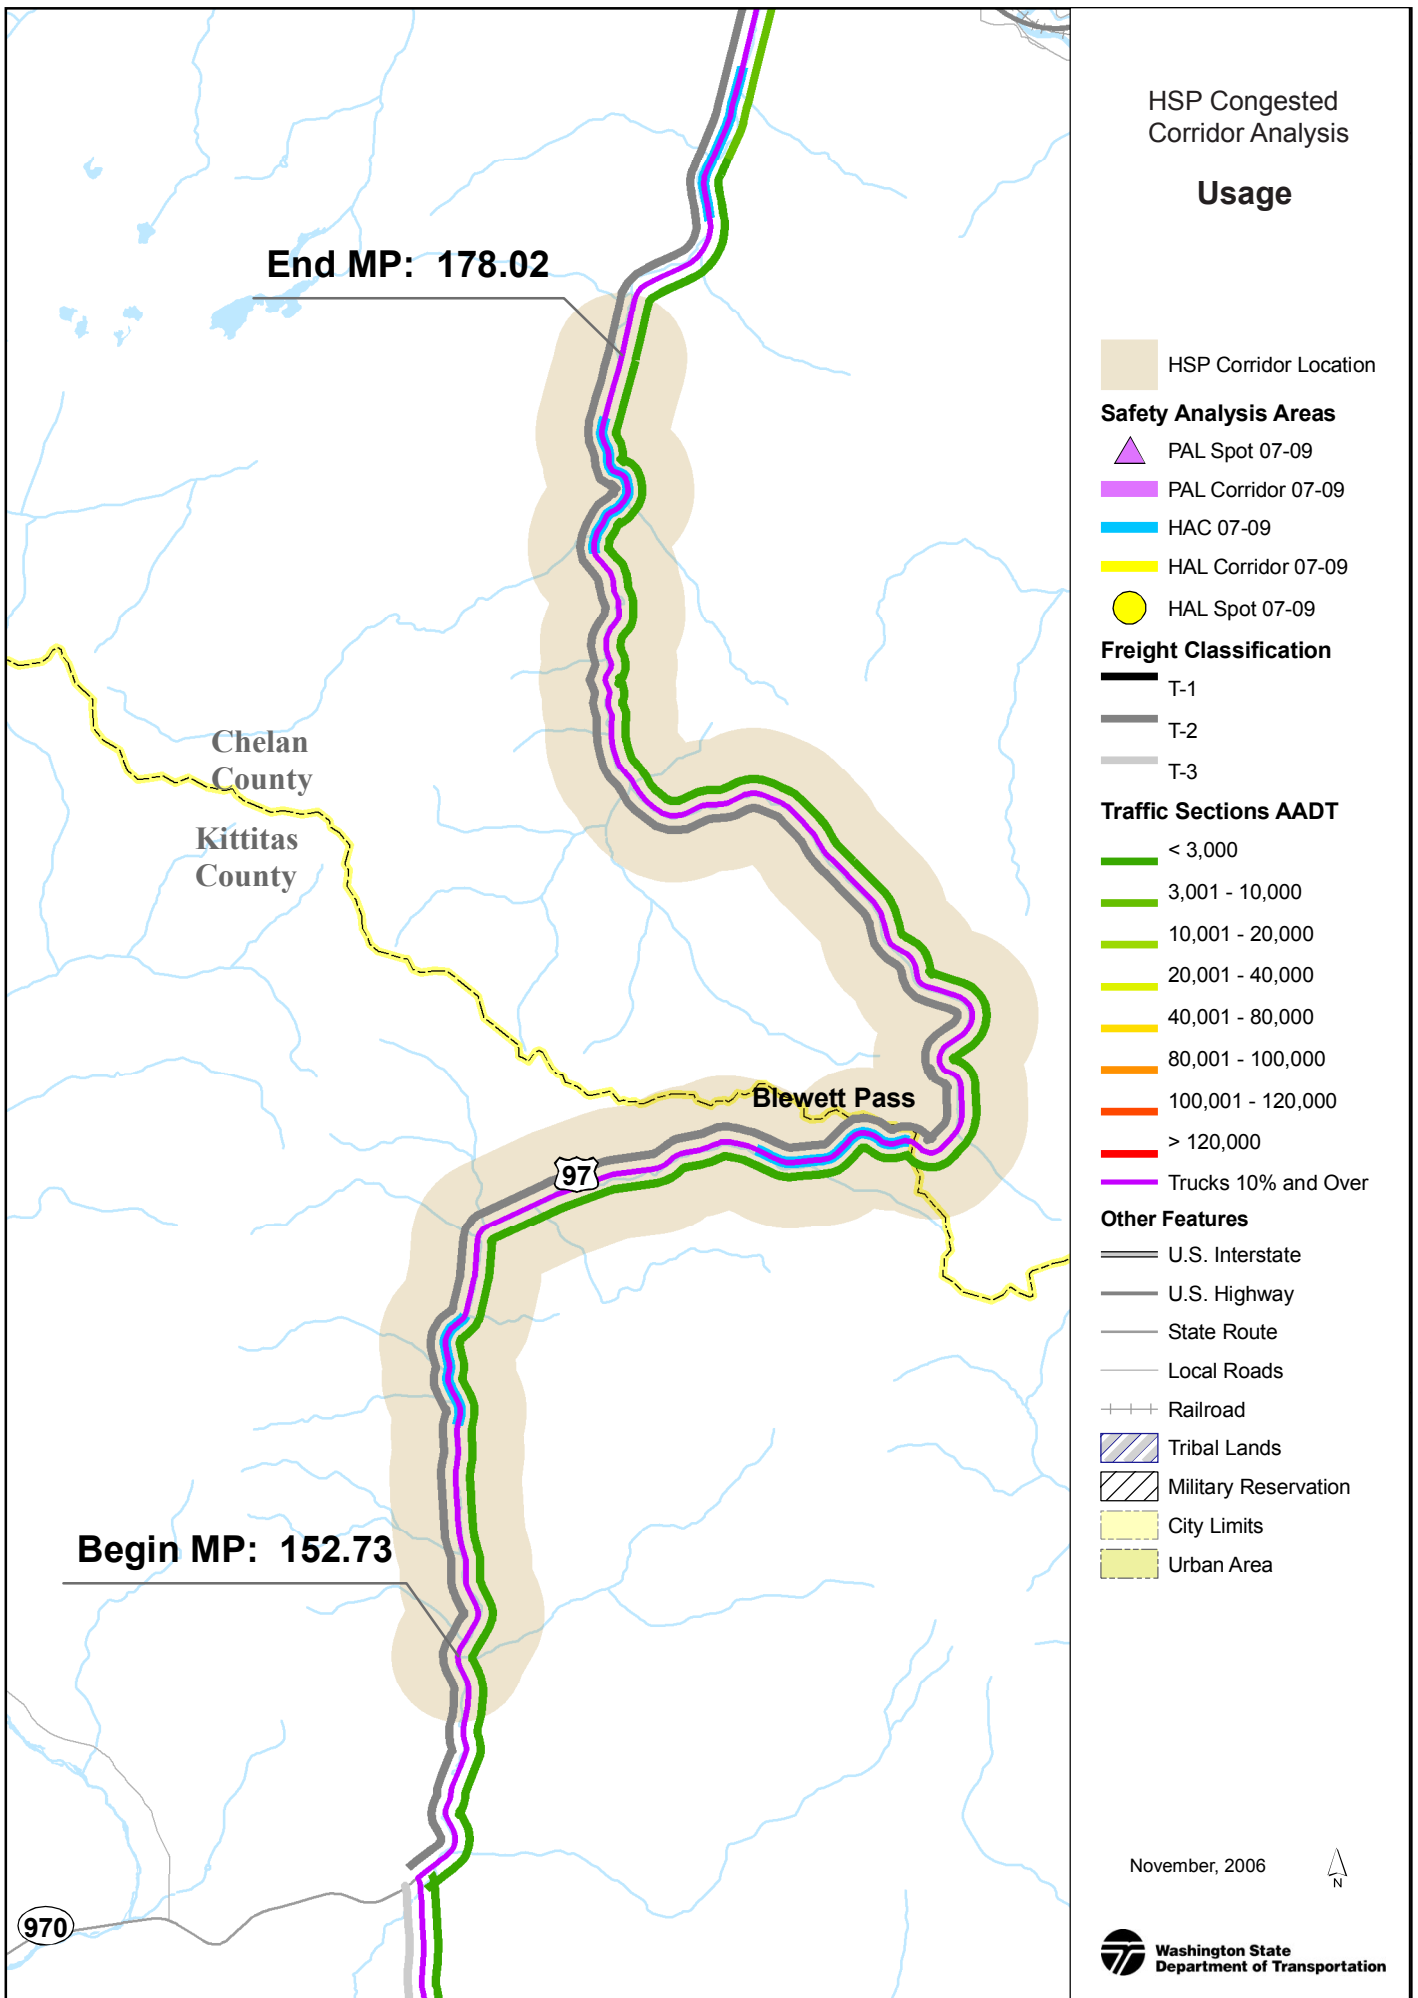 HSP Congested
Corridor Analysis
Usage
End MP: 178.02
HSP Corridor Location
Safety Analysis Areas
PAL Spot 07-09
PAL Corridor 07-09
HAC 07-09
HAL Corridor 07-09
HAL Spot 07-09
Freight Classification
T-1
T-2
T-3
Traffic Sections AADT
< 3,000
3,001 - 10,000
10,001 - 20,000
20,001 - 40,000
40,001 - 80,000
80,001 - 100,000
100,001 - 120,000
> 120,000
Trucks 10% and Over
Other Features
U.S. Interstate
U.S. Highway
State Route
Local Roads
Railroad
Tribal Lands
Military Reservation
City Limits
Urban Area
Chelan
County
Kittitas
County
Blewett Pass
97
Begin MP: 152.73
970
November, 2006
N
Washington State
Department of Transportation